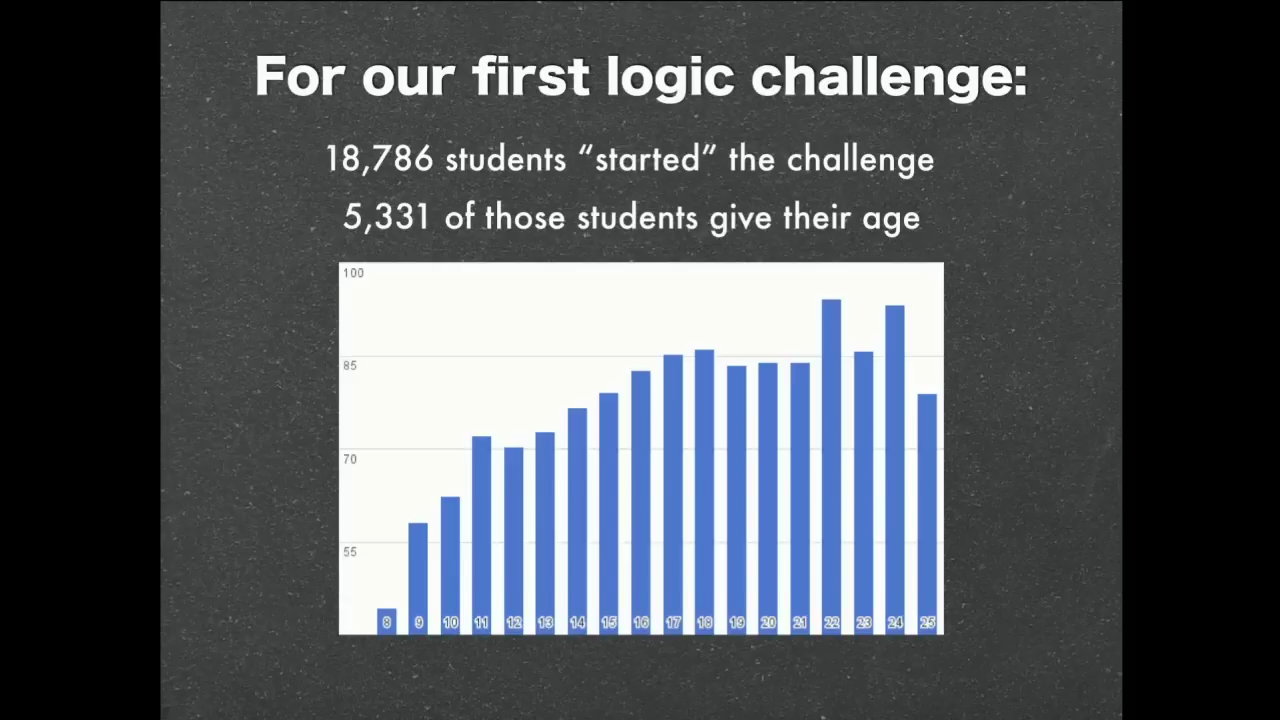 For our first logic challenge:
18,786 students “started” the challenge
5,331 of those students give their age
100
85
70
55
8 9 10 11 12 13 14 15 16 17 18 19 20 21 22 23 24 25